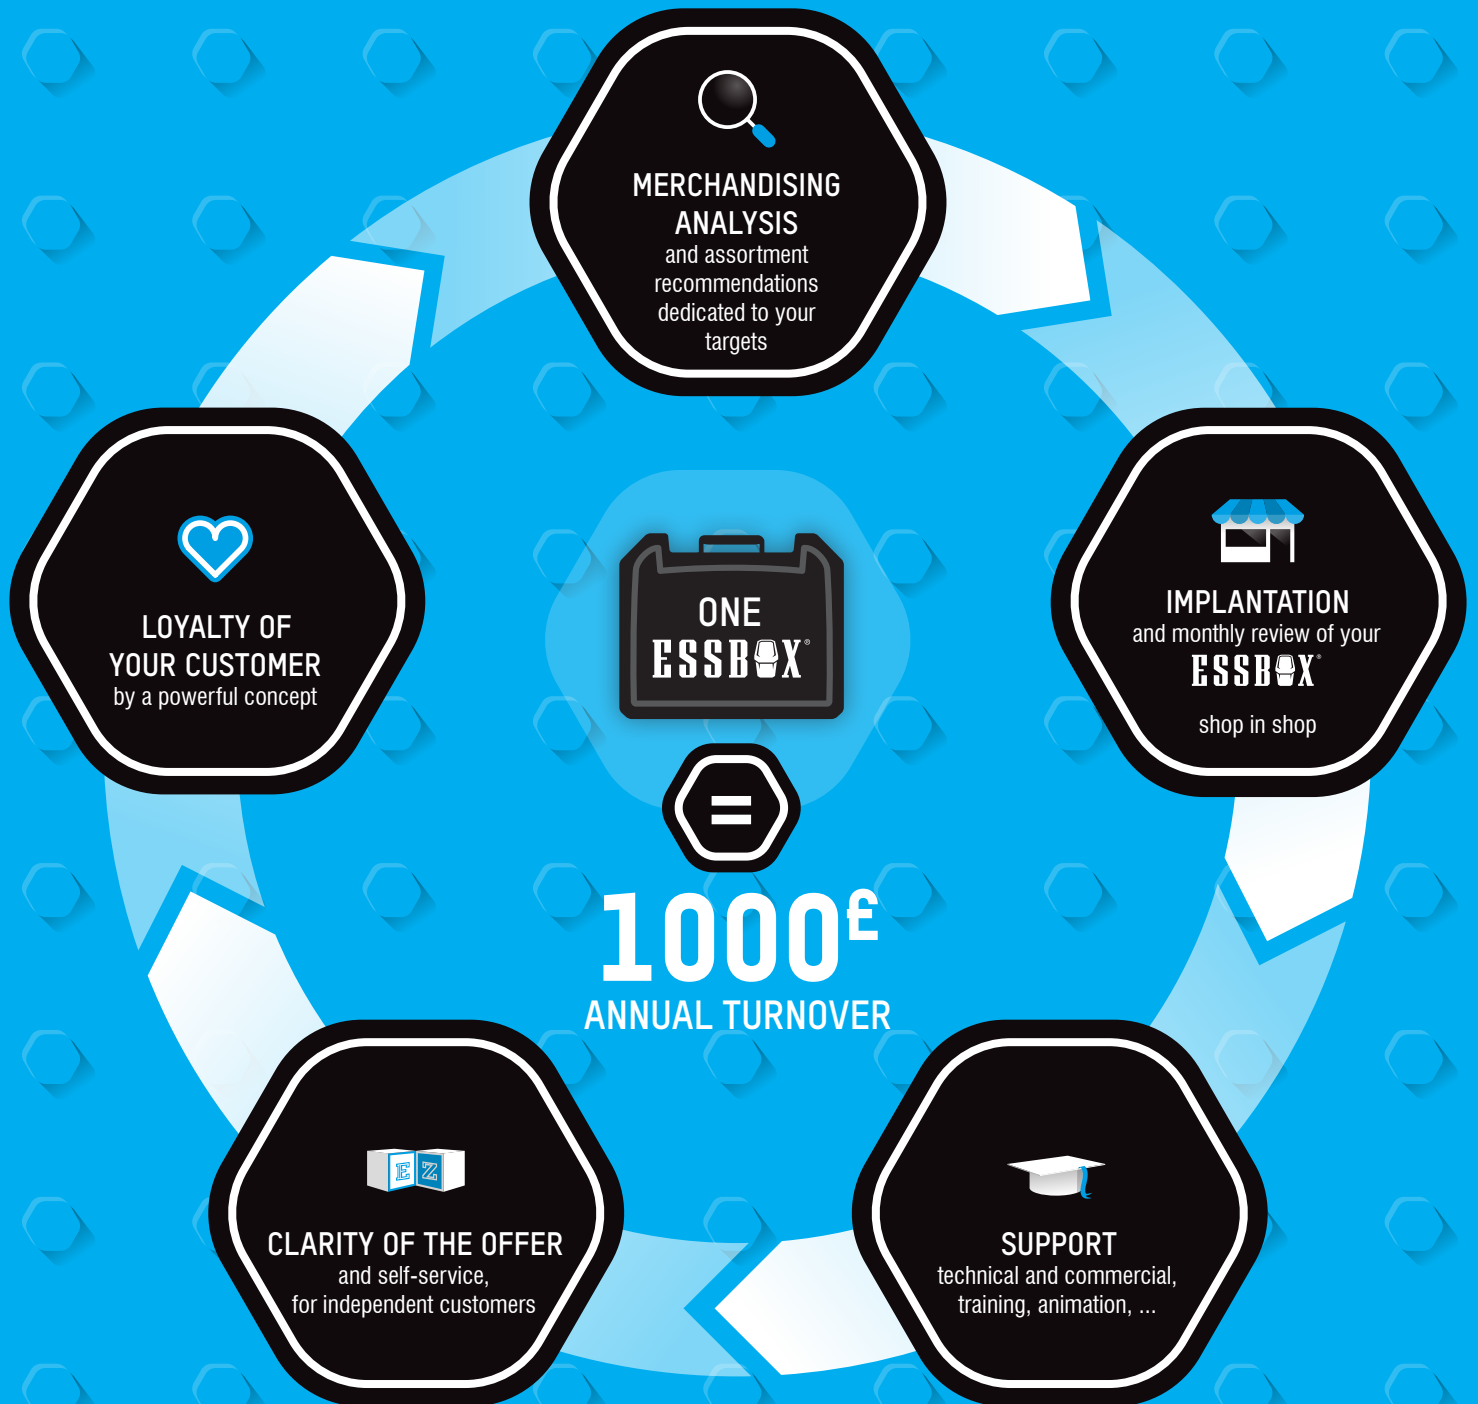 MERCHANDISING
ANALYSIS
and assortment
recommendations
dedicated to your
targets
IMPLANTATION
and monthly review of your
ESSBOX®
shop in shop
SUPPORT
technical and commercial,
training, animation, ...
CLARITY OF THE OFFER
and self-service,
for independent customers
E Z
LOYALTY OF
YOUR CUSTOMER
by a powerful concept
ONE
ESSBOX®
=
1000£
ANNUAL TURNOVER